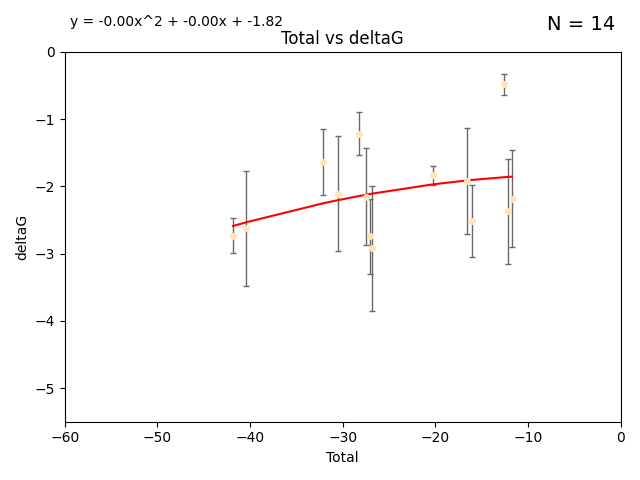 y = -0.00x^2 + -0.00x + -1.82
N = 14
Total vs deltaG
0
−1
−2
−3
−4
−5
deltaG
−60 −50 −40 −30 −20 −10 0
Total